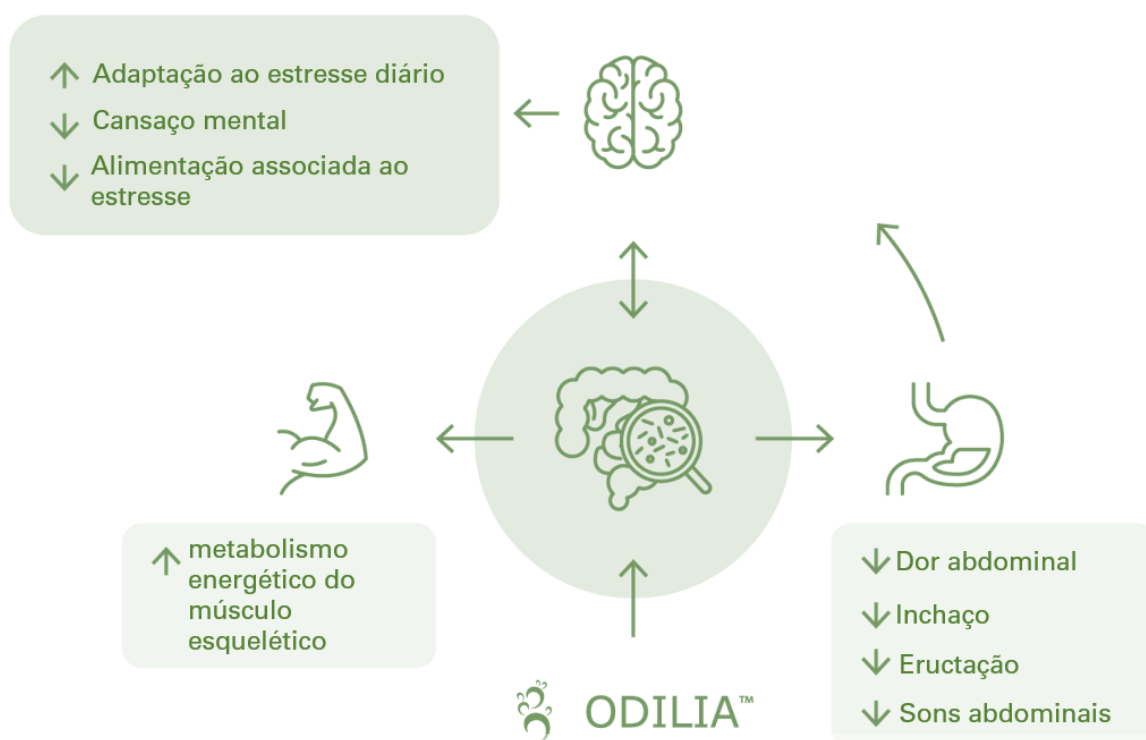 Adaptação ao estresse diário
Cansaço mental
Alimentação associada ao
estresse
metabolismo
energético do
músculo
esquelético
Dor abdominal
Inchaço
Eructação
Sons abdominais
ODILIA™